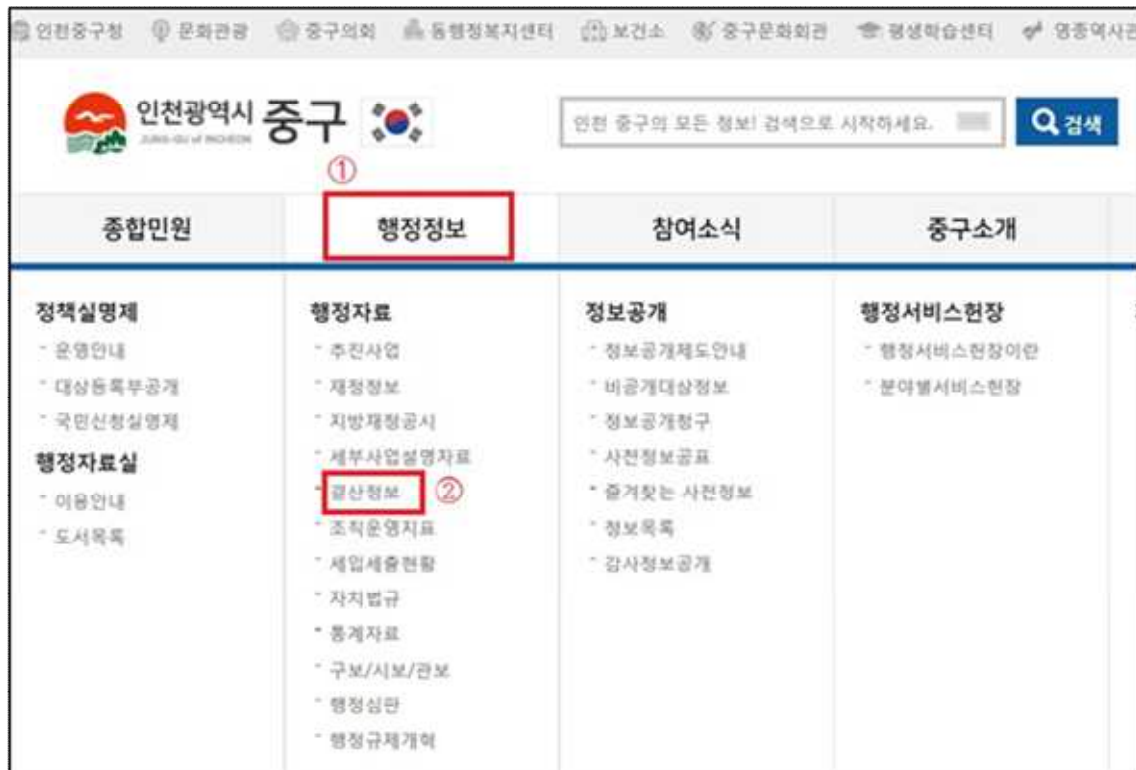 인천중구청 문화관광 중구의회 동행정복지센터 보건소 중구문화회관 평생학습센터 영종역사관
인천광역시 중구
JUNG-GU of INCHEON
인천 중구의 모든 정보! 검색으로 시작하세요.
검색
①
종합민원 행정정보 참여소식 중구소개
정책실명제
- 운영안내
- 대상등록부공개
- 국민신청실명제
행정자료실
- 이용안내
- 도서목록
행정자료
- 추진사업
- 재정정보
- 지방재정공시
- 세부사업설명자료
- 결산정보 ②
- 조직운영지표
- 세입세출현황
- 자치법규
- 통계자료
- 구보/시보/관보
- 행정심판
- 행정규제개혁
정보공개
- 정보공개제도안내
- 비공개대상정보
- 정보공개청구
- 사전정보공표
- 즐겨찾는 사전정보
- 정보목록
- 감사정보공개
행정서비스헌장
- 행정서비스헌장이란
- 분야별서비스헌장